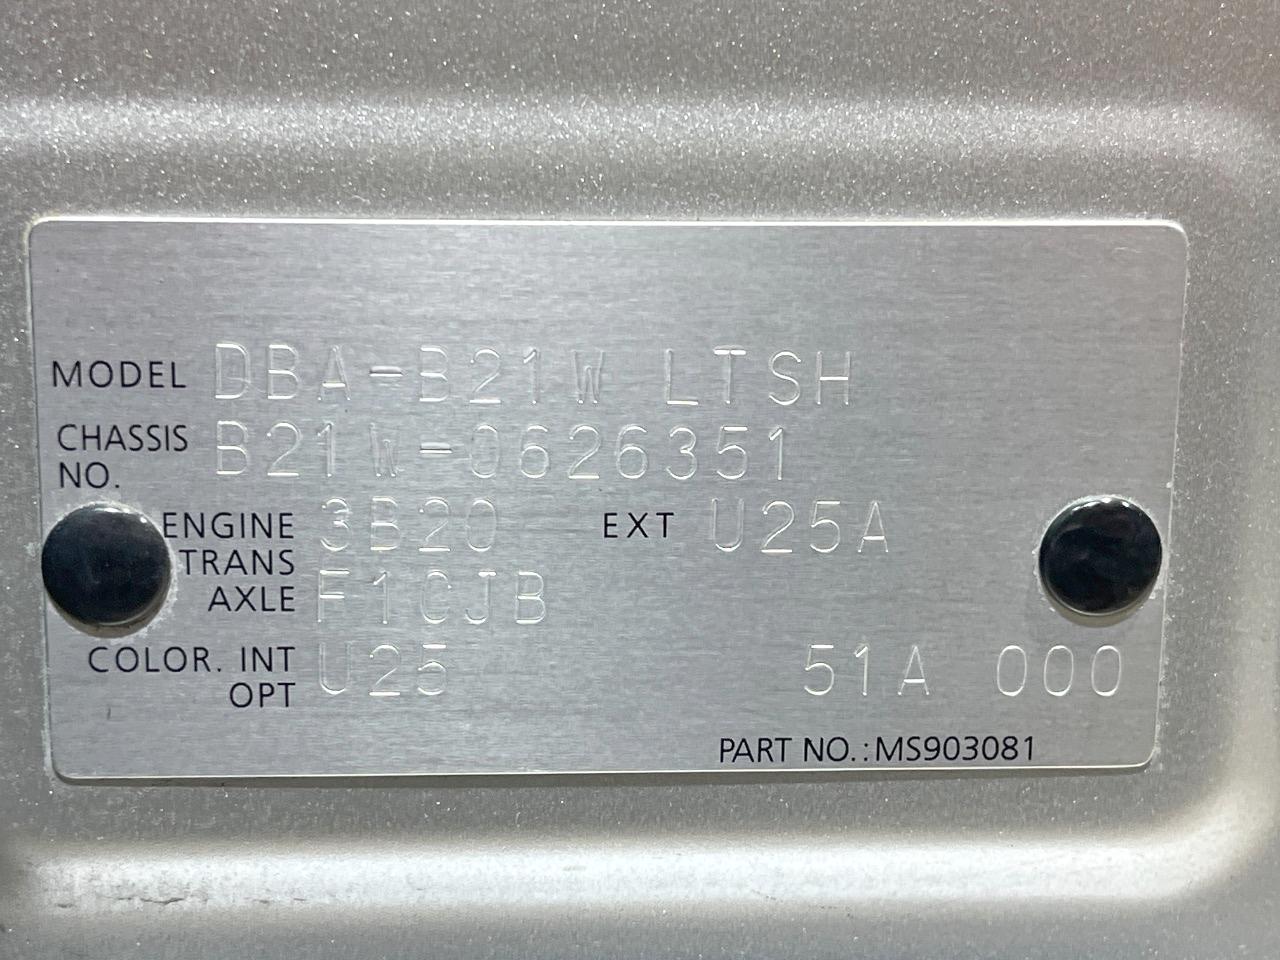 MODEL DBA-B21W LTSH
CHASSIS NO. B21W-0626351
ENGINE 3B20 EXT U25A
TRANS AXLE F1CJB
COLOR. INT OPT U25 51A 000
PART NO.:MS903081